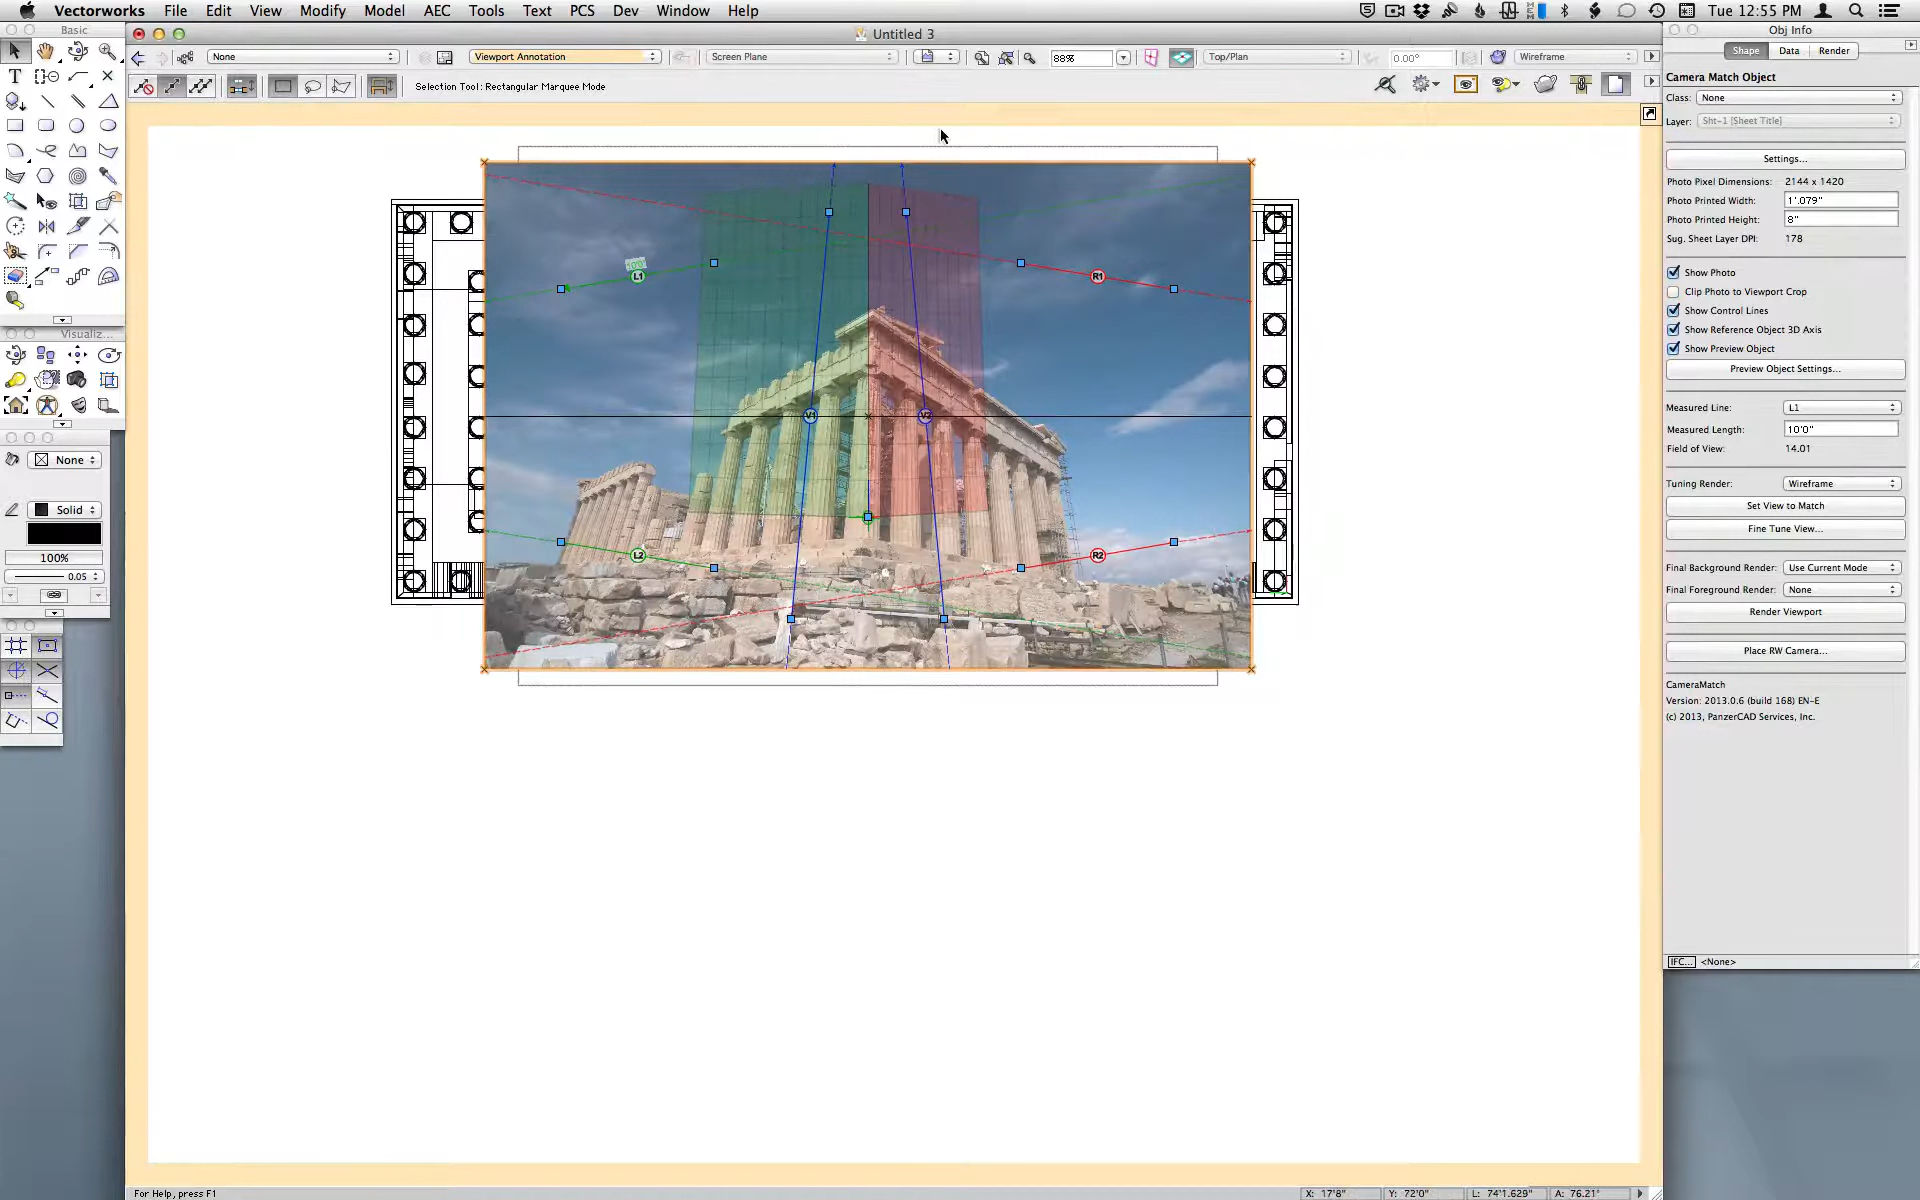 Vectorworks File Edit View Modify Model AEC Tools Text PCS Dev Window Help Tue 12:55 PM
Basic
Untitled 3
Obj Info
None Viewport Annotation Screen Plane 88% Top/Plan 0.00° Wireframe
Shape Data Render
Selection Tool: Rectangular Marquee Mode
Camera Match Object
Class: None
Layer: Sht-1 [Sheet Title]
Settings...
Photo Pixel Dimensions: 2144 x 1420
Photo Printed Width: 1'.079"
Photo Printed Height: 8"
Sug. Sheet Layer DPI: 178
Show Photo
Clip Photo to Viewport Crop
Show Control Lines
Show Reference Object 3D Axis
Show Preview Object
Preview Object Settings...
Measured Line: L1
Measured Length: 10'0"
Field of View: 14.01
Tuning Render: Wireframe
Set View to Match
Fine Tune View...
Final Background Render: Use Current Mode
Final Foreground Render: None
Render Viewport
Place RW Camera...
CameraMatch
Version: 2013.0.6 (build 168) EN-E
(c) 2013, PanzerCAD Services, Inc.
IFC... <None>
Visualiz...
None
Solid
100%
0.05
L1
R1
V1
V2
L2
R2
For Help, press F1
X: 17'8" Y: 72'0" L: 74'1.629" A: 76.21°